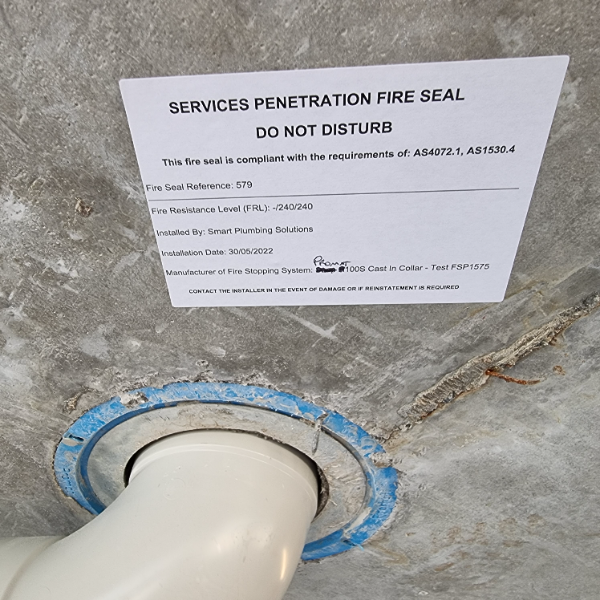 SERVICES PENETRATION FIRE SEAL
DO NOT DISTURB
This fire seal is compliant with the requirements of: AS4072.1, AS1530.4
Fire Seal Reference: 579
Fire Resistance Level (FRL): -/240/240
Installed By: Smart Plumbing Solutions
Installation Date: 30/05/2022
Promat
Manufacturer of Fire Stopping System: 100S Cast In Collar - Test FSP1575
CONTACT THE INSTALLER IN THE EVENT OF DAMAGE OR IF REINSTATEMENT IS REQUIRED